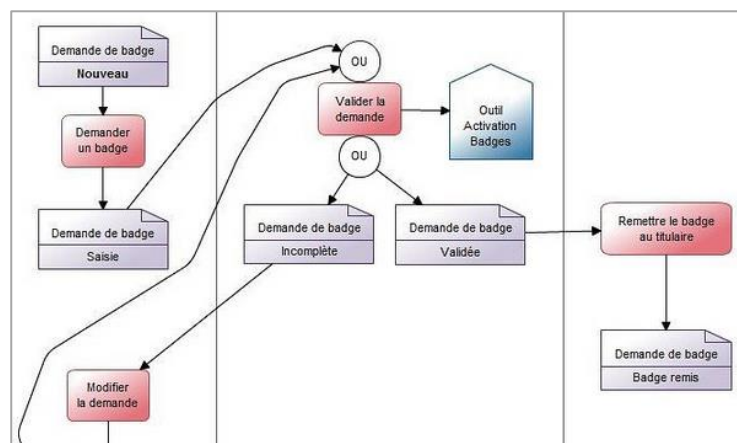 Demande de badge
Nouveau
Demander
un badge
Demande de badge
Saisie
Modifier
la demande
OU
Valider la
demande
Outil
Activation
Badges
OU
Demande de badge
Incomplète
Demande de badge
Validée
Remettre le badge
au titulaire
Demande de badge
Badge remis